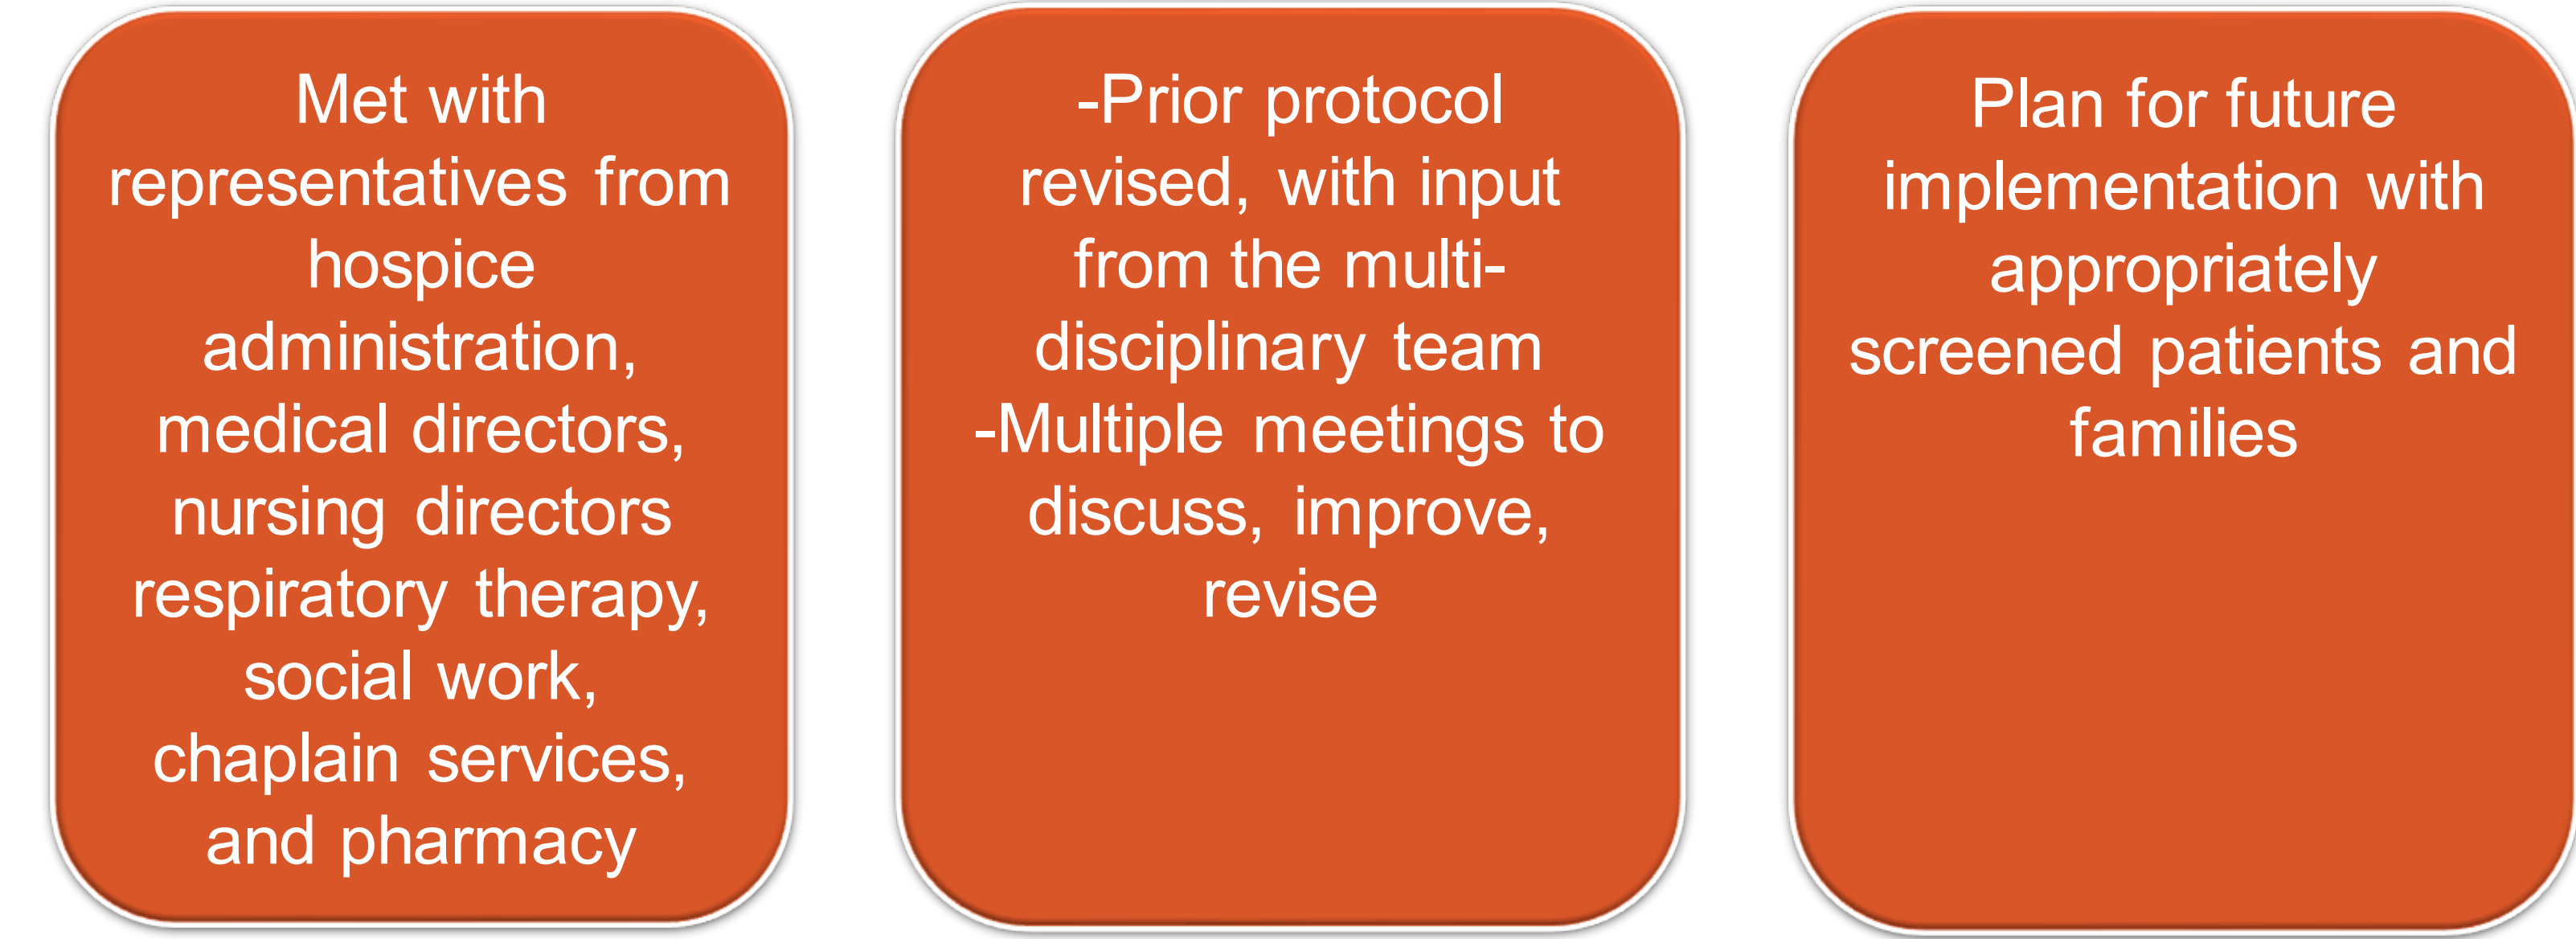 Met with
representatives from
hospice
administration,
medical directors,
nursing directors
respiratory therapy,
social work,
chaplain services,
and pharmacy
-Prior protocol
revised, with input
from the multi-
disciplinary team
-Multiple meetings to
discuss, improve,
revise
Plan for future
implementation with
appropriately
screened patients and
families